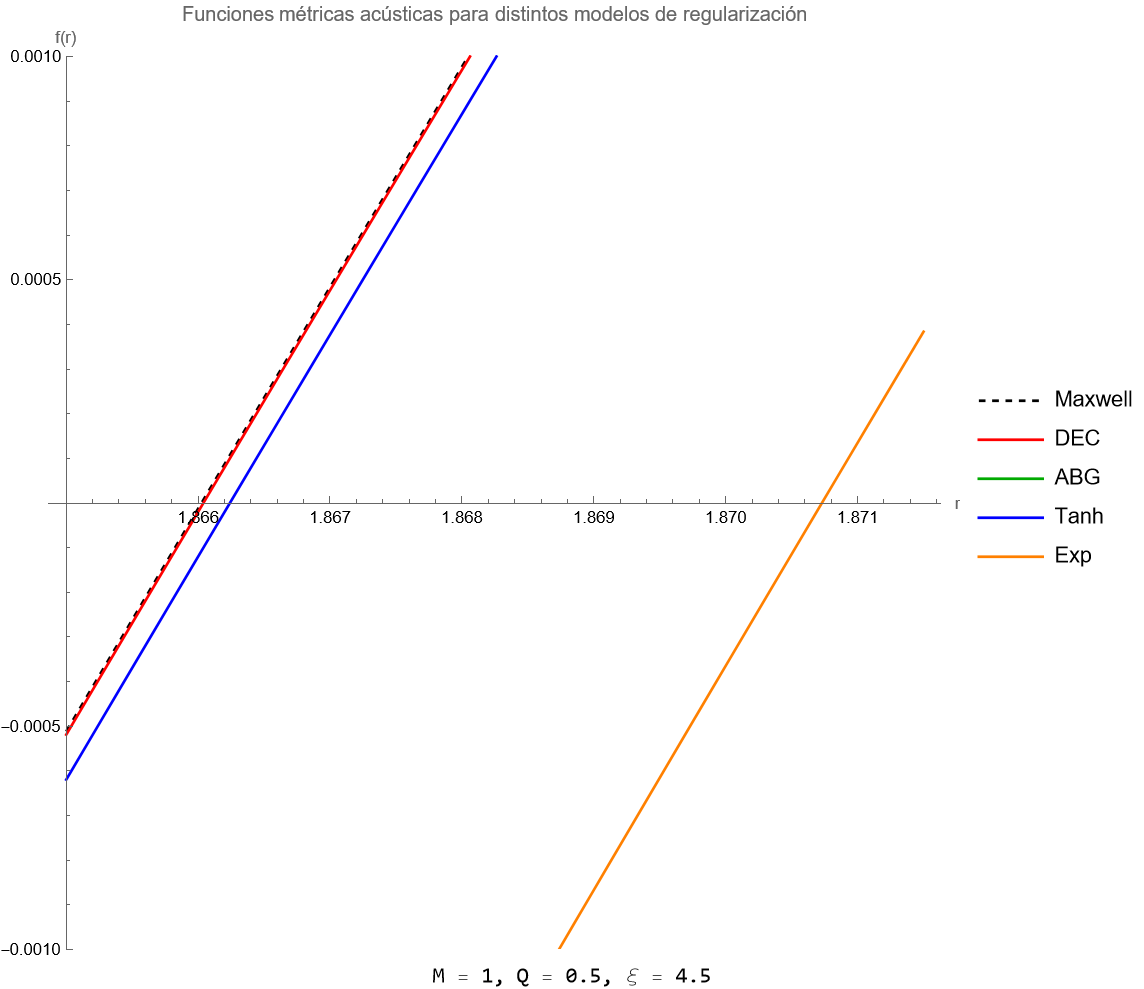 Funciones métricas acústicas para distintos modelos de regularización
f(r)
0.0010
0.0005
-0.0005
-0.0010
1.866 1.867 1.868 1.869 1.870 1.871
r
Maxwell
DEC
ABG
Tanh
Exp
M = 1, Q = 0.5, ξ = 4.5